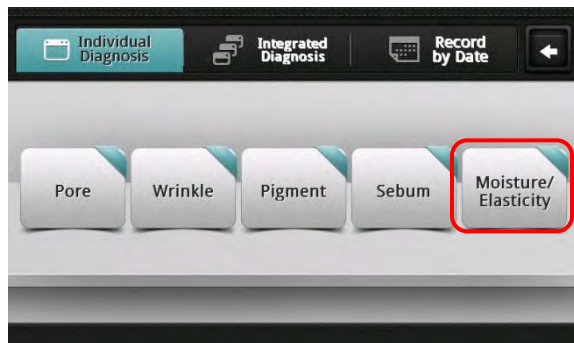 Individual
Diagnosis
Integrated
Diagnosis
Record
by Date
Pore
Wrinkle
Pigment
Sebum
Moisture/
Elasticity